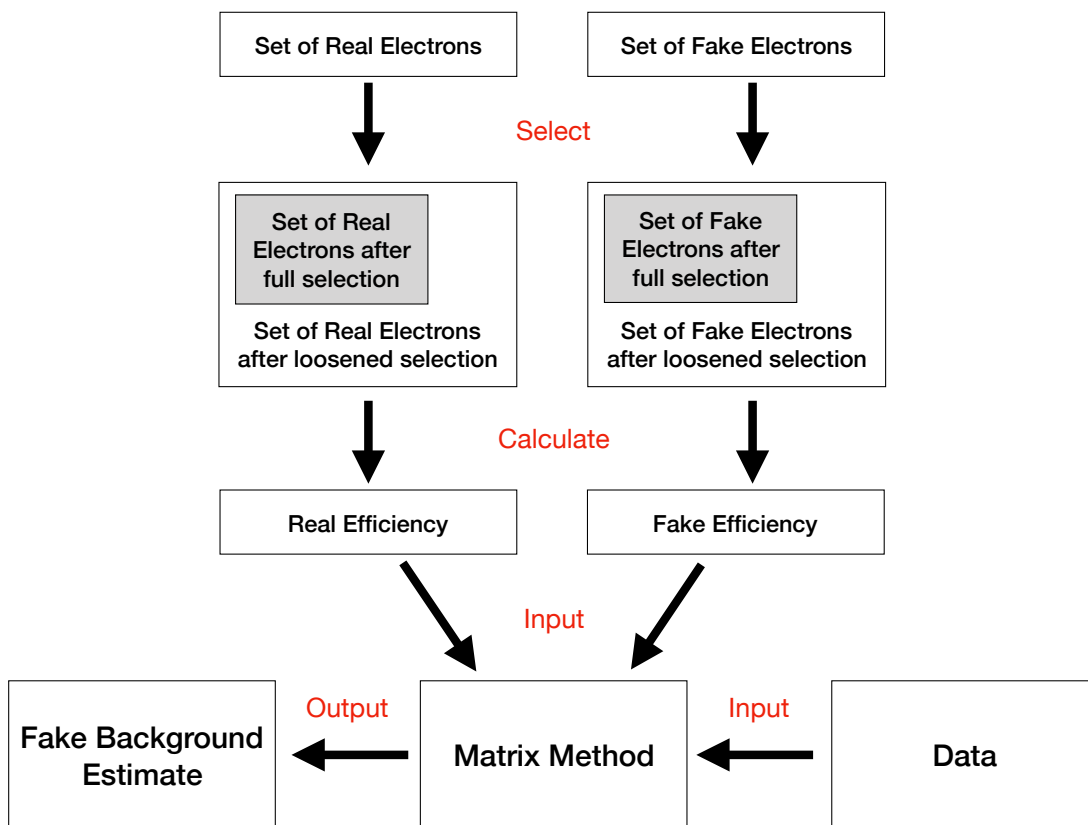 Set of Real Electrons
Set of Fake Electrons
Select
Set of Real
Electrons after
full selection
Set of Real Electrons
after loosened selection
Set of Fake
Electrons after
full selection
Set of Fake Electrons
after loosened selection
Calculate
Real Efficiency
Fake Efficiency
Input
Fake Background
Estimate
Output
Matrix Method
Input
Data